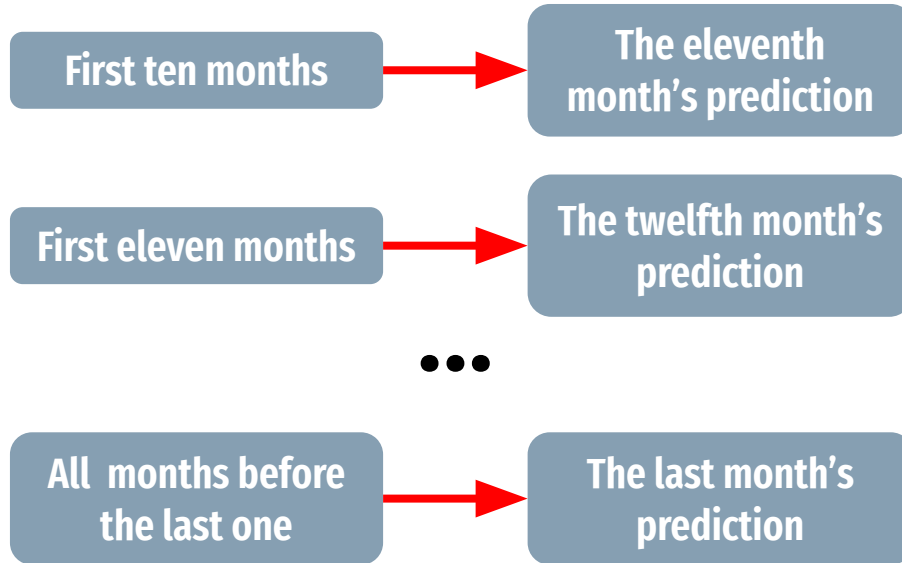 First ten months
The eleventh
month’s prediction
First eleven months
The twelfth month’s
prediction
•••
All months before
the last one
The last month’s
prediction